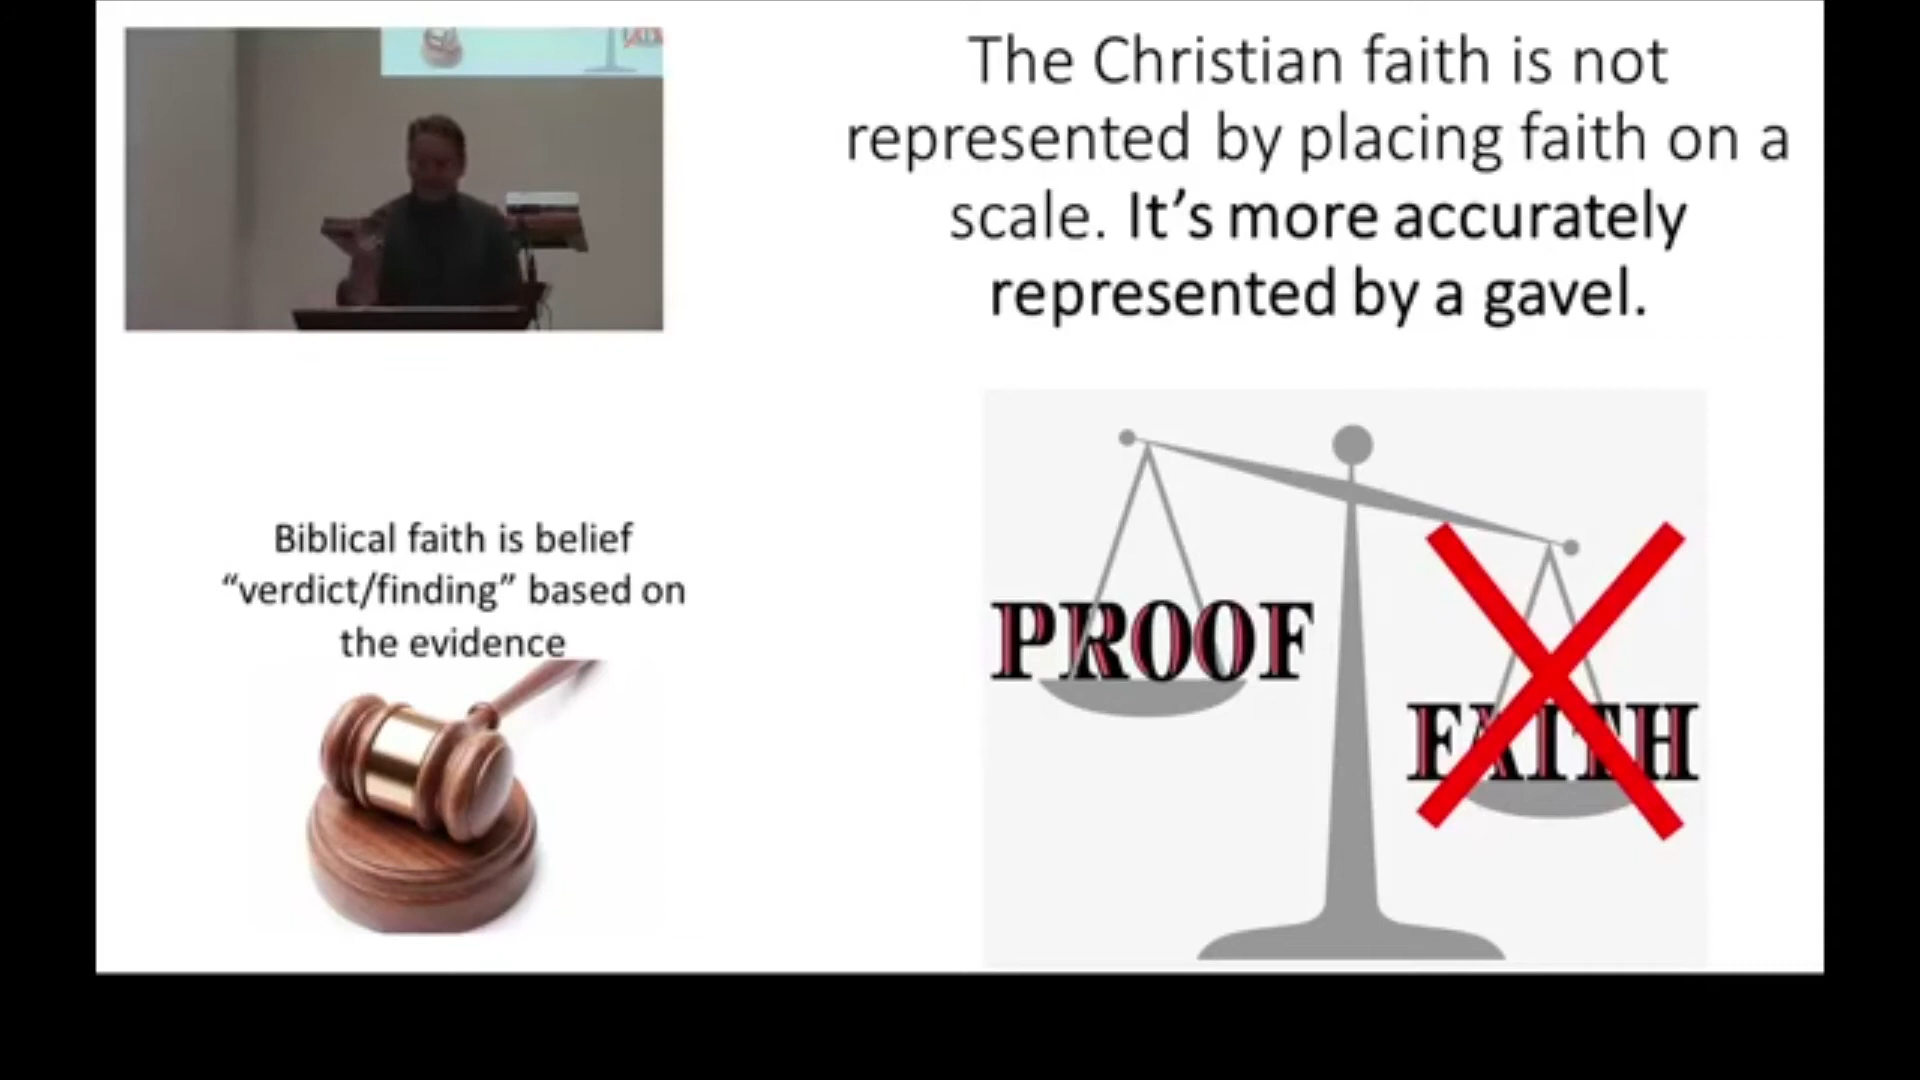 The Christian faith is not
represented by placing faith on a
scale. It's more accurately
represented by a gavel.
Biblical faith is belief
“verdict/finding” based on
the evidence
PROOF
FAITH